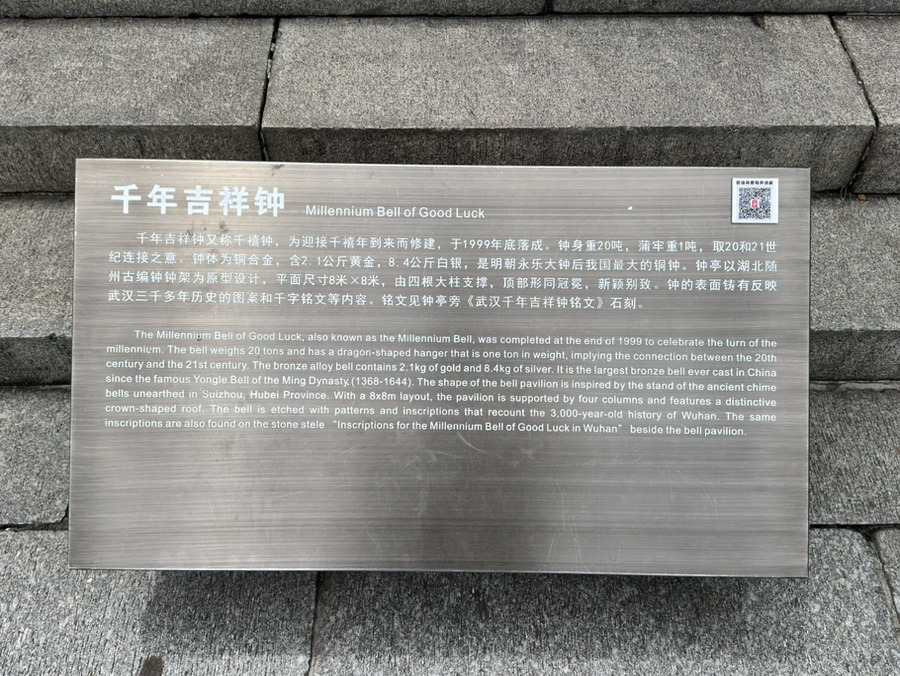 千年吉祥钟 Millennium Bell of Good Luck
千年吉祥钟又称千禧钟，为迎接千禧年到来而修建，于1999年底落成。钟身重20吨，蒲牢重1吨，取20和21世
纪连接之意。钟体为铜合金，含2.1公斤黄金，8.4公斤白银，是明朝永乐大钟后我国最大的铜钟。钟亭以湖北随
州古编钟钟架为原型设计，平面尺寸8米×8米，由四根大柱支撑，顶部形同冠冕，新颖别致。钟的表面铸有反映
武汉三千多年历史的图案和千字铭文等内容。铭文见钟亭旁《武汉千年吉祥钟铭文》石刻。
The Millennium Bell of Good Luck, also known as the Millennium Bell, was completed at the end of 1999 to celebrate the turn of the
millennium. The bell weighs 20 tons and has a dragon-shaped hanger that is one ton in weight, implying the connection between the 20th
century and the 21st century. The bronze alloy bell contains 2.1kg of gold and 8.4kg of silver. It is the largest bronze bell ever cast in China
since the famous Yongle Bell of the Ming Dynasty, (1368-1644). The shape of the bell pavilion is inspired by the stand of the ancient chime
bells unearthed in Suizhou, Hubei Province. With a 8x8m layout, the pavilion is supported by four columns and features a distinctive
crown-shaped roof. The bell is etched with patterns and inscriptions that recount the 3,000-year-old history of Wuhan. The same
inscriptions are also found on the stone stele “Inscriptions for the Millennium Bell of Good Luck in Wuhan” beside the bell pavilion.